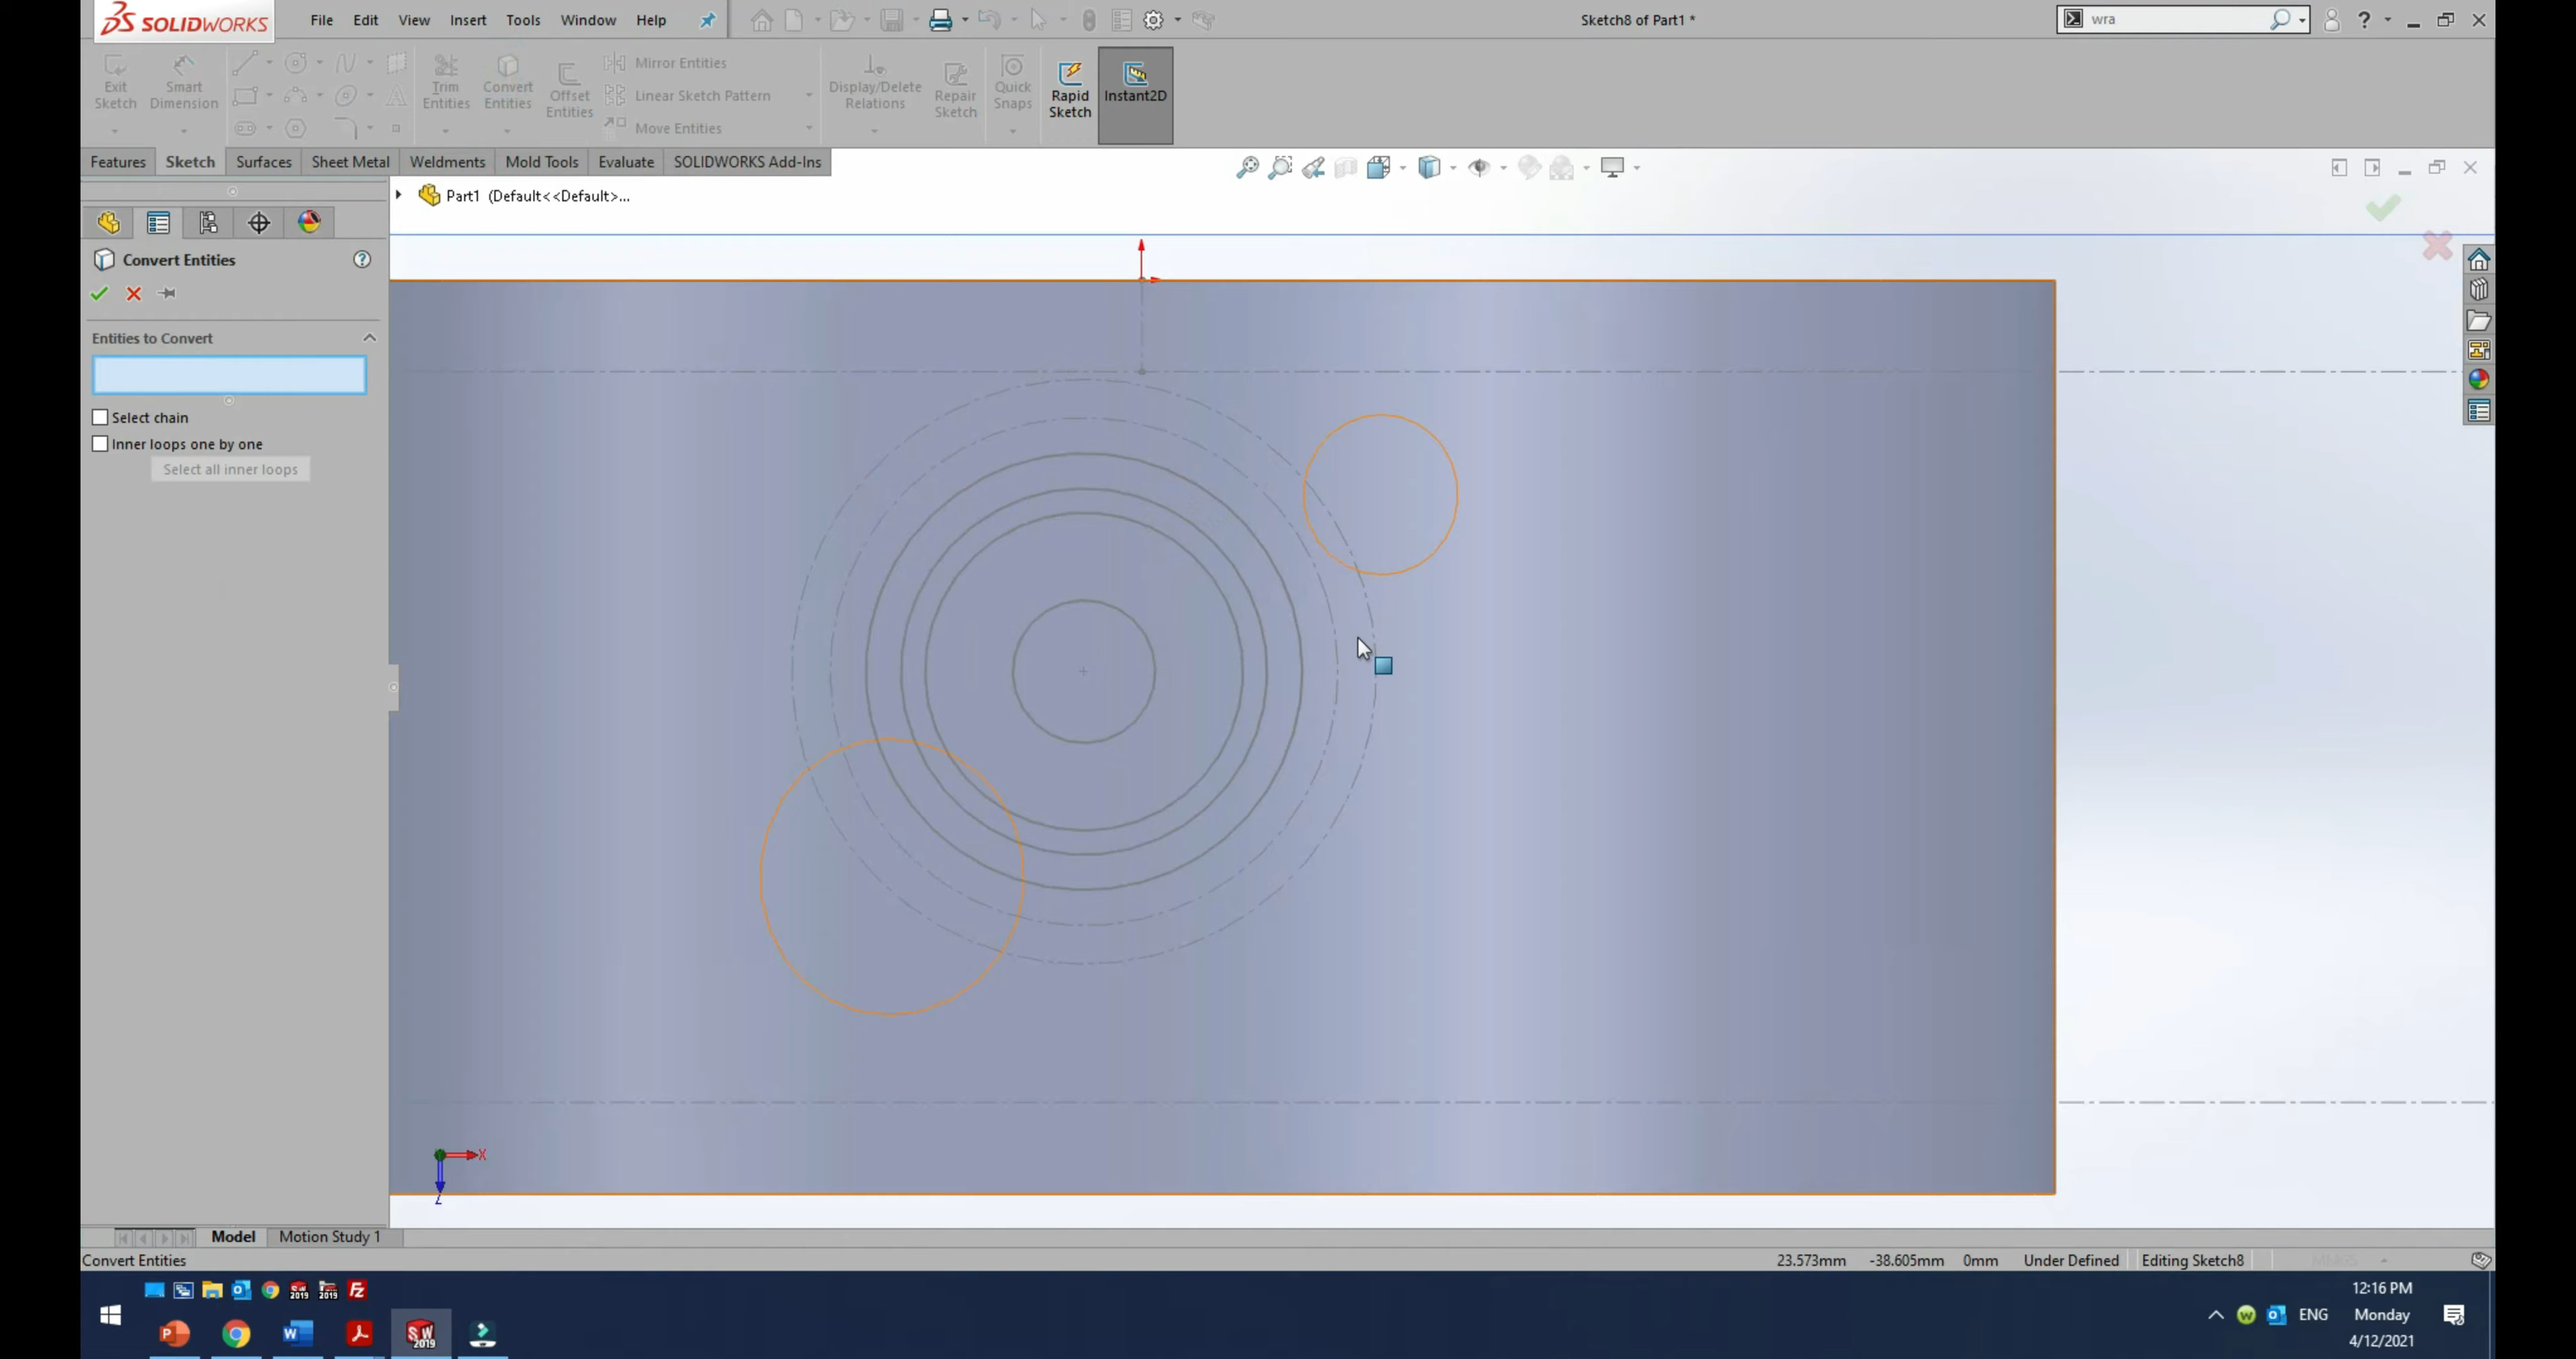 SOLIDWORKS
File Edit View Insert Tools Window Help
Sketch8 of Part1 *
wra
Exit Sketch
Smart Dimension
Trim Entities
Convert Entities
Offset Entities
Mirror Entities
Linear Sketch Pattern
Move Entities
Display/Delete Relations
Repair Sketch
Quick Snaps
Rapid Sketch
Instant2D
Features Sketch Surfaces Sheet Metal Weldments Mold Tools Evaluate SOLIDWORKS Add-Ins
Part1 (Default<<Default>...
Convert Entities
Entities to Convert
Select chain
Inner loops one by one
Select all inner loops
X
Z
Model Motion Study 1
Convert Entities
23.573mm -38.605mm 0mm Under Defined Editing Sketch8
12:16 PM
ENG Monday
4/12/2021